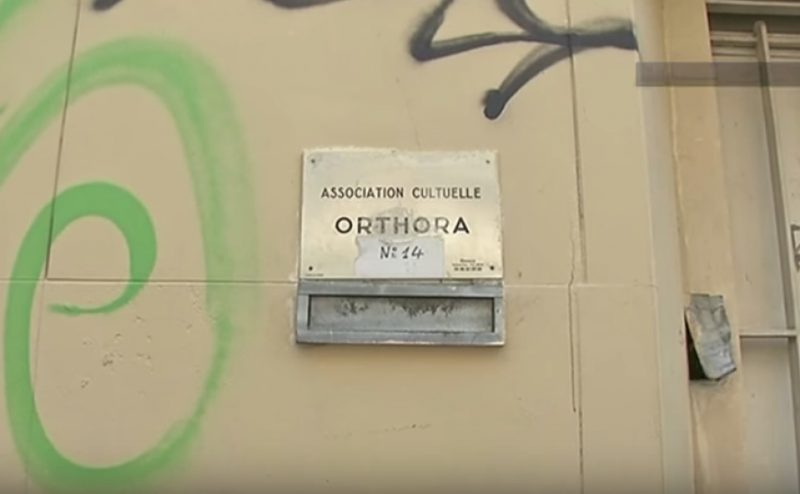 ASSOCIATION CULTUELLE
ORTHORA
N: 14